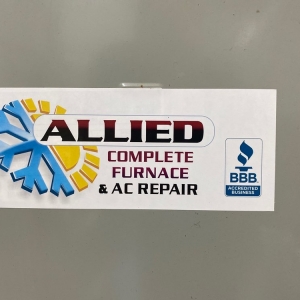 ALLIED
COMPLETE
FURNACE
& AC REPAIR
BBB
ACCREDITED
BUSINESS